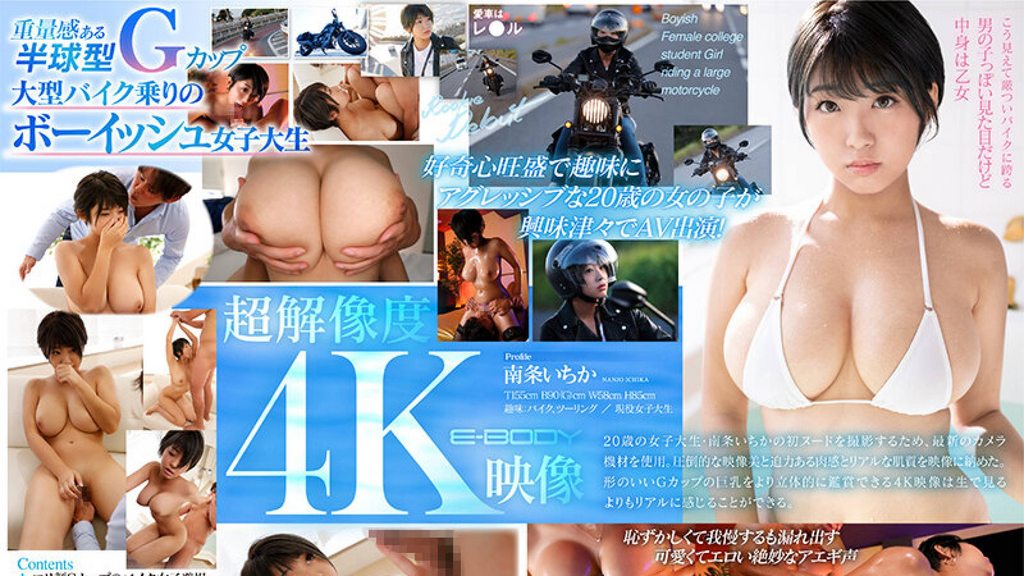 重量感ある
半球型Gカップ
大型バイク乗りの
ボーイッシュ女子大生
愛車は
レ●ル
Boyish
Female college
student Girl
riding a large
motorcycle
Debut
こう見えて厳ついバイクに跨る
男の子っぽい見た目だけど
中身は乙女
好奇心旺盛で趣味に
アグレッシブな20歳の女の子が
興味津々でAV出演!
超解像度
4K
映像
Profile
南条いちか NANJO ICHIKA
T155cm B90(G)cm W58cm H85cm
趣味:バイク、ツーリング / 現役女子大生
E-BODY
20歳の女子大生・南条いちかの初ヌードを撮影するため、最新のカメラ
機材を使用。圧倒的な映像美と迫力ある肉感とリアルな肌質を映像に納めた。
形のいいGカップの巨乳をより立体的に鑑賞できる4K映像は生で見る
よりもリアルに感じることができる。
恥ずかしくて我慢するも漏れ出す
可愛くてエロい絶妙なアエギ声
Contents